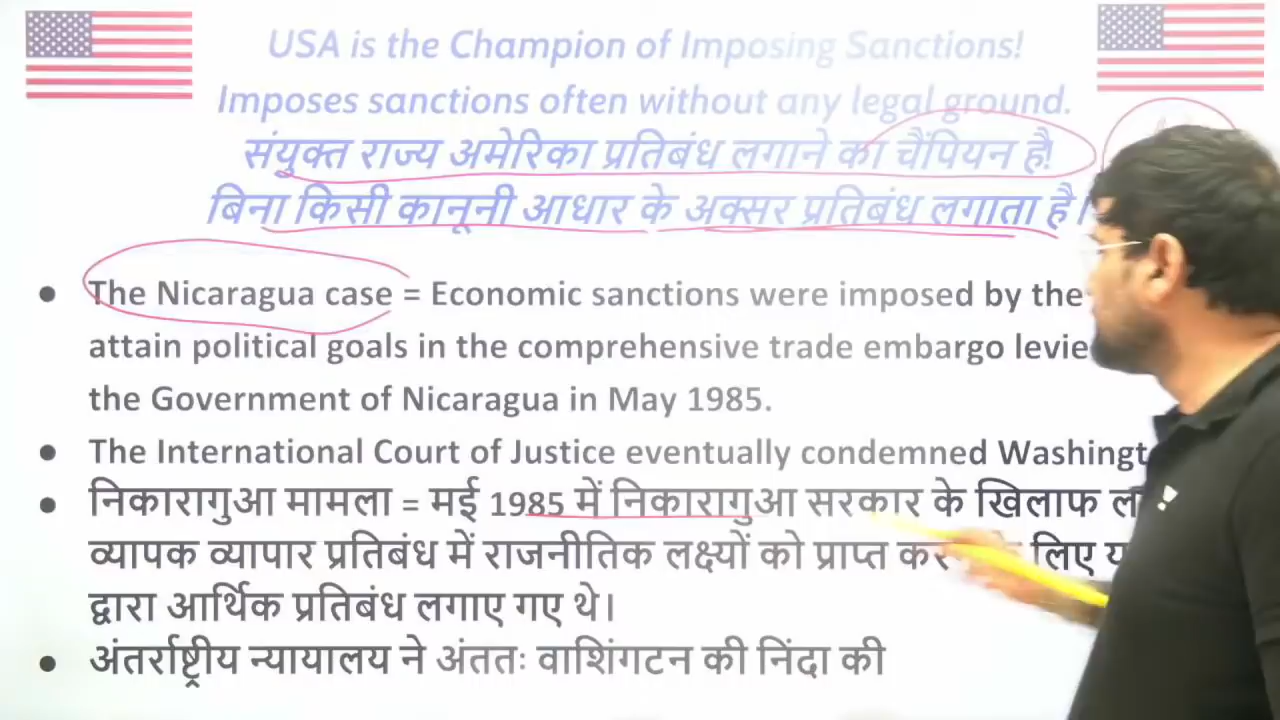 USA is the Champion of Imposing Sanctions!
Imposes sanctions often without any legal ground.
संयुक्त राज्य अमेरिका प्रतिबंध लगाने का चैंपियन है!
बिना किसी कानूनी आधार के अक्सर प्रतिबंध लगाता है।
• The Nicaragua case = Economic sanctions were imposed by the
attain political goals in the comprehensive trade embargo
the Government of Nicaragua in May 1985.
• The International Court of Justice eventually condemned
• निकारागुआ मामला = मई 1985 में निकारागुआ सरकार के खिलाफ
व्यापक व्यापार प्रतिबंध में राजनीतिक लक्ष्यों को प्राप्त लिए
द्वारा आर्थिक प्रतिबंध लगाए गए थे।
• अंतर्राष्ट्रीय न्यायालय ने अंततः वाशिंगटन की निंदा की